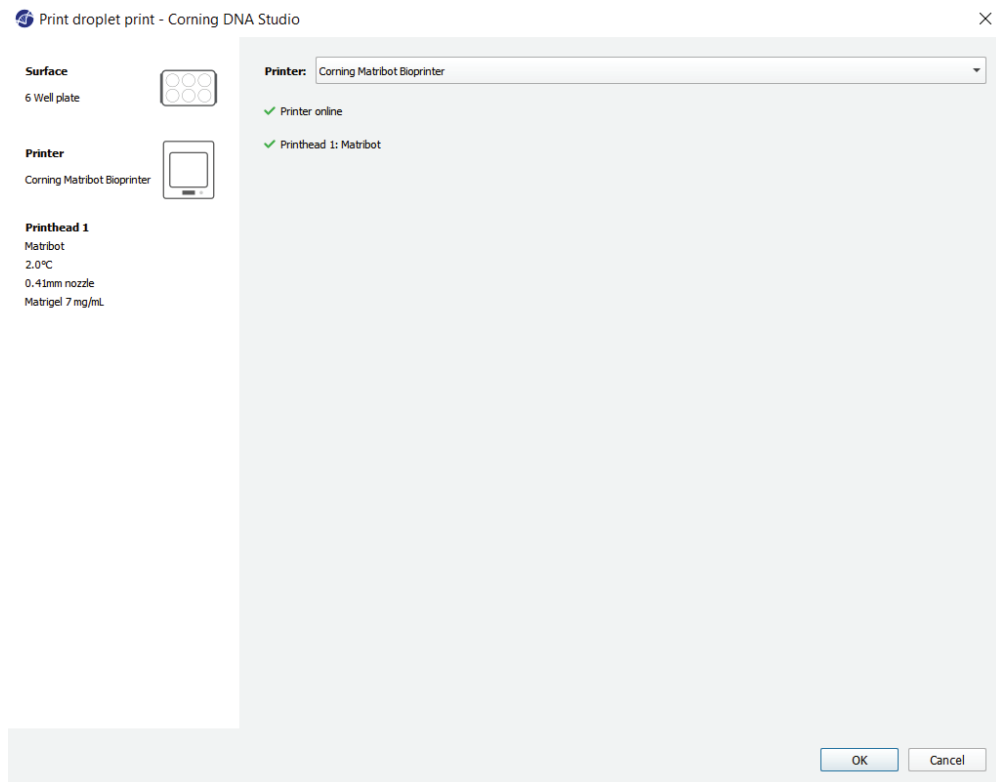 Print droplet print - Corning DNA Studio
Surface
6 Well plate
Printer
Corning Matribot Bioprinter
Printhead 1
Matribot
2.0°C
0.41mm nozzle
Matrigel 7 mg/mL
Printer: Corning Matribot Bioprinter
Printer online
Printhead 1: Matribot
OK Cancel